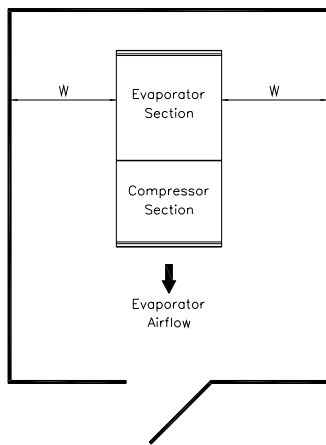 W
W
Evaporator
Section
Compressor
Section
Evaporator
Airflow